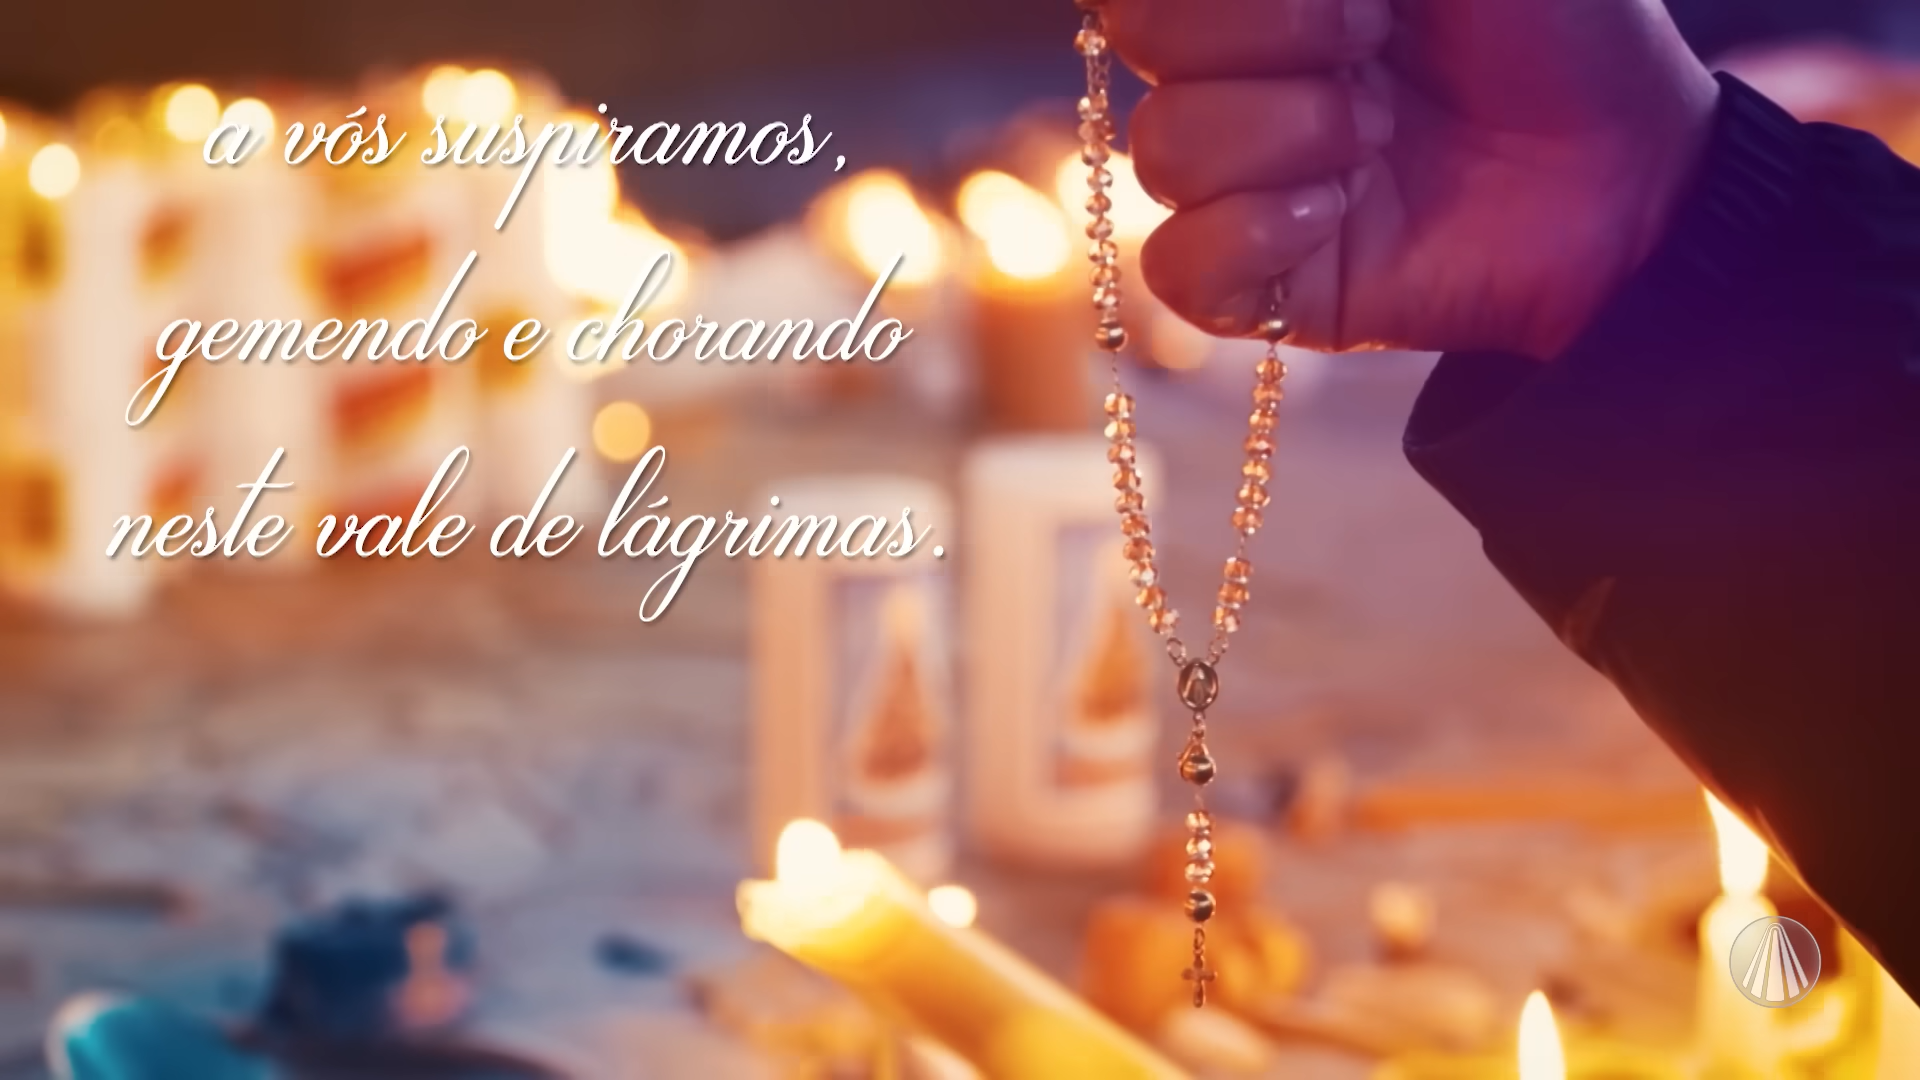 a vós suspiramos,
gemendo e chorando
neste vale de lágrimas.